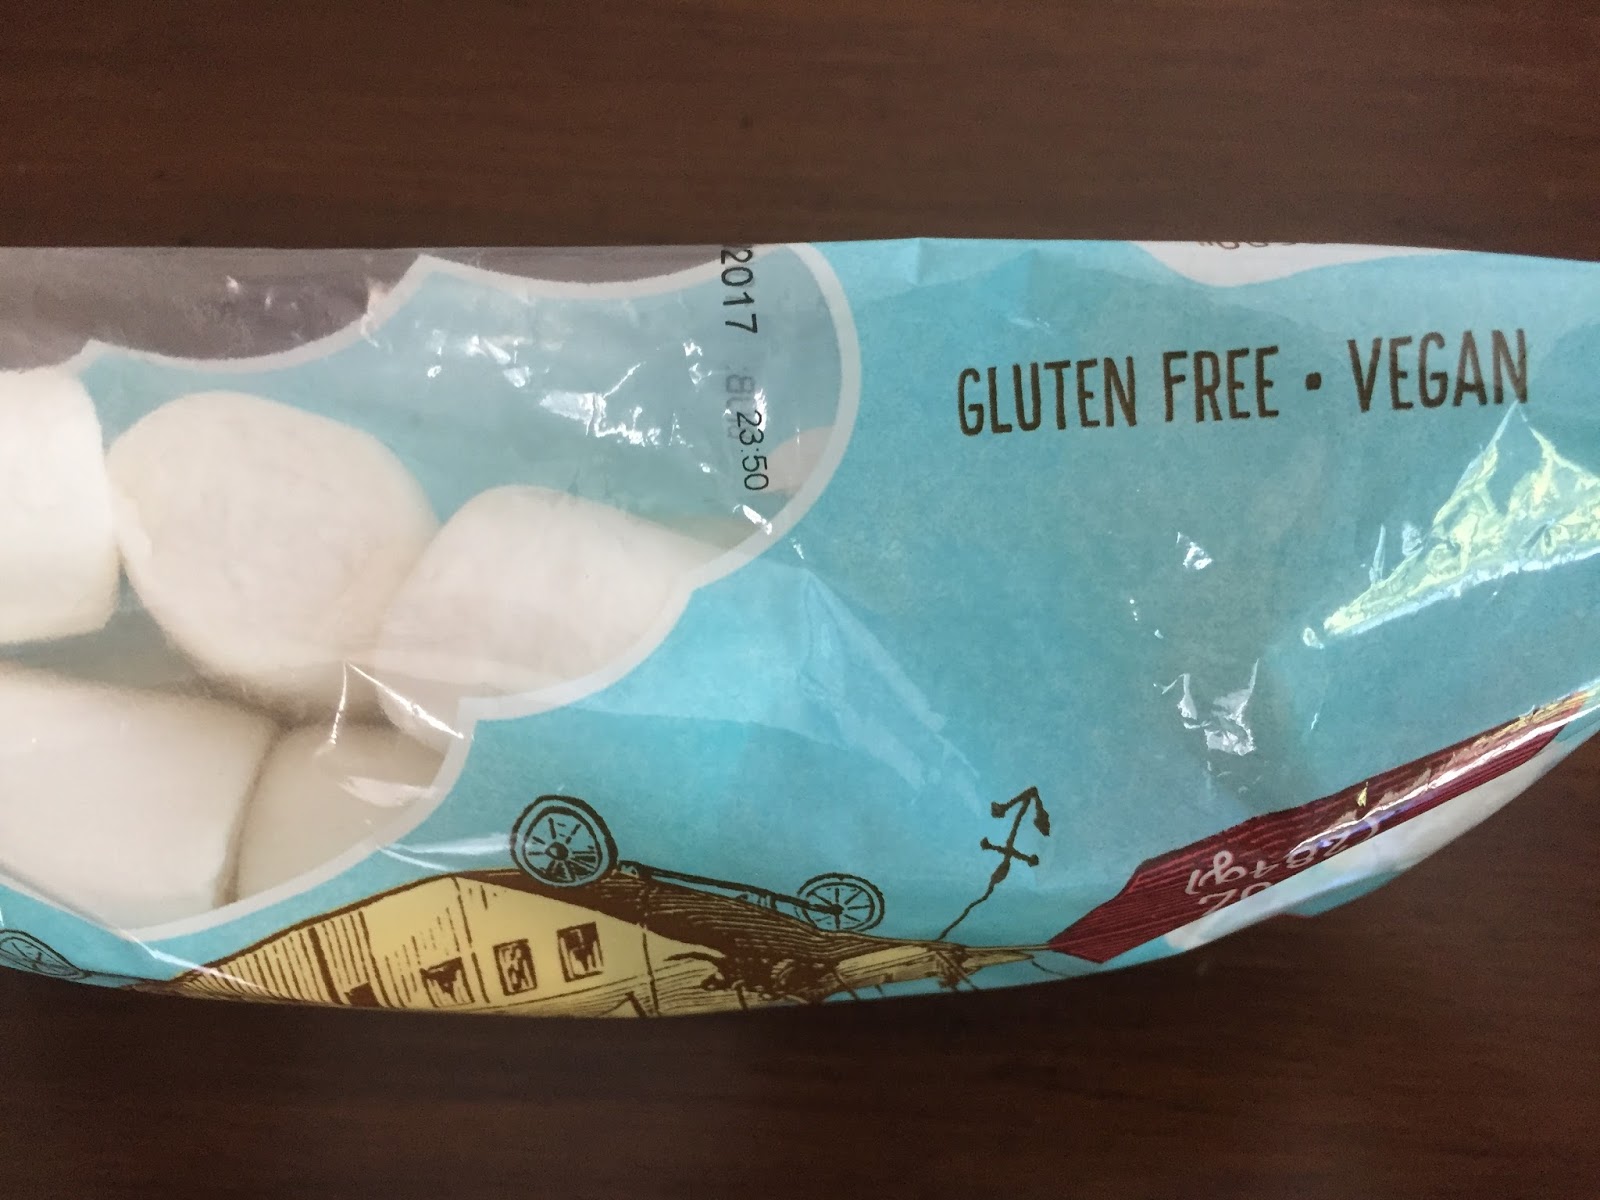 GLUTEN FREE • VEGAN
2017
23:50